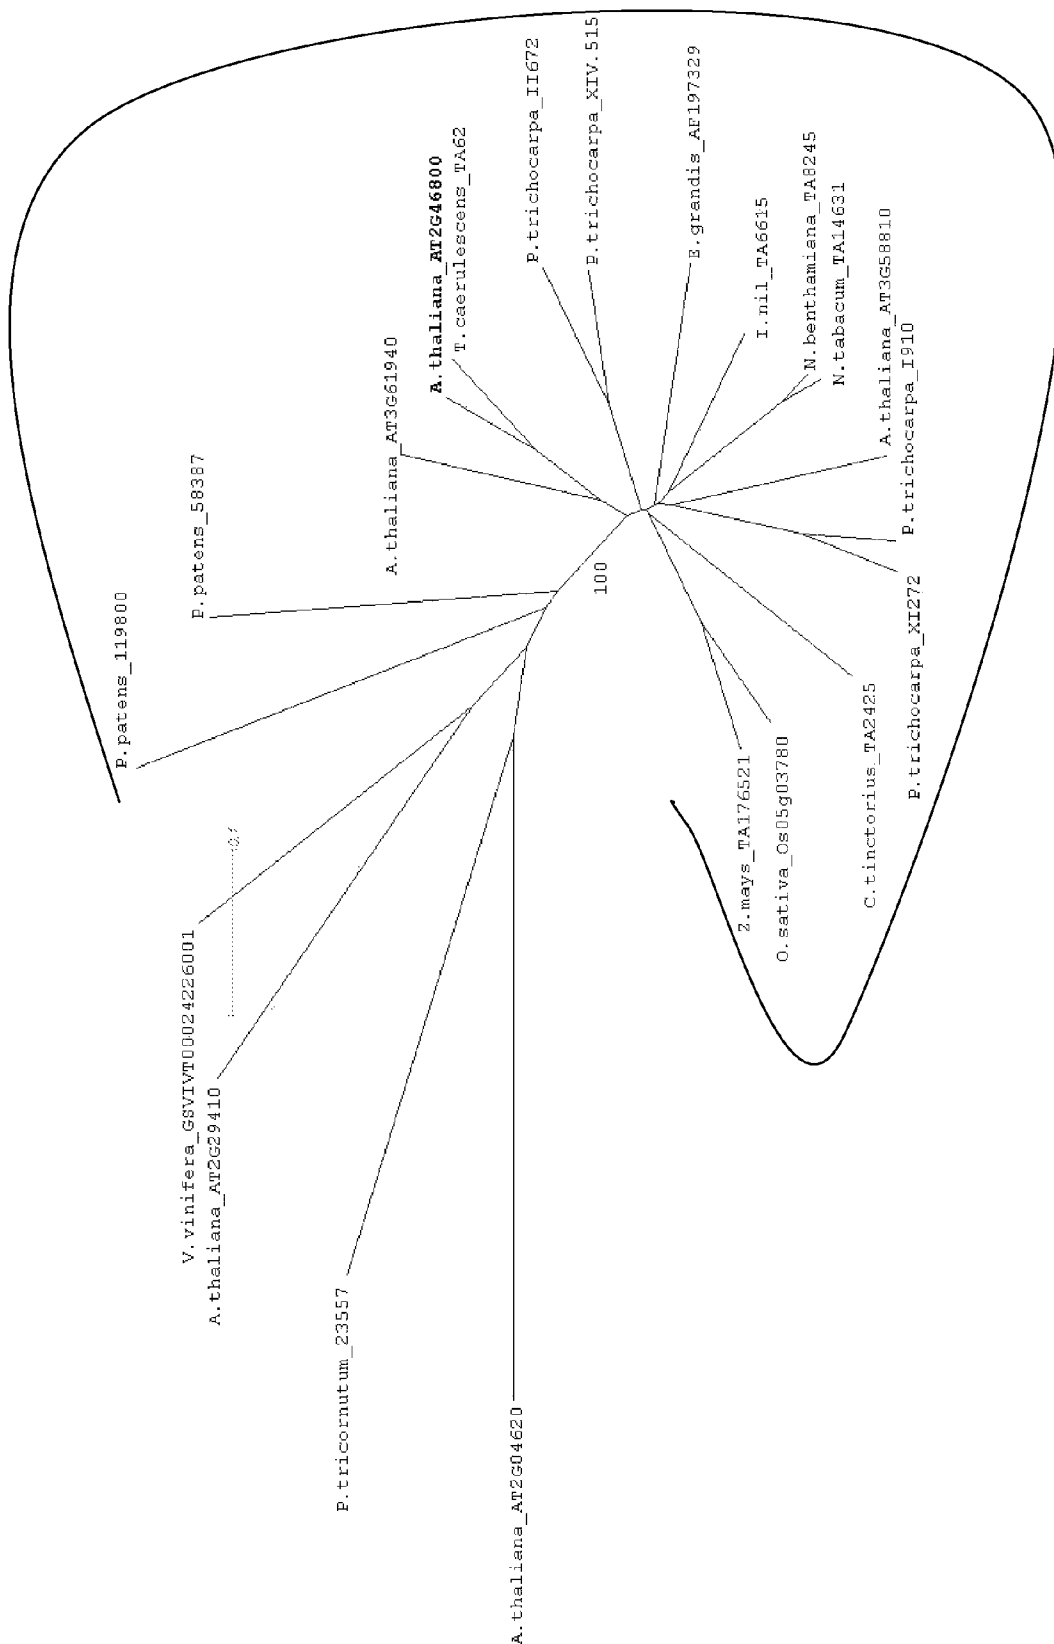 P.patens_119800
P.patens_58387
A.thaliana_AT3G61940
A.thaliana_AT2G46800
T.caerulescens_TA62
P.trichocarpa_II672
P.trichocarpa_XIV.515
E.grandis_AF197329
I.nil_TA6615
N.benthamiana_TA8245
N.tabacum_TA14631
A.thaliana_AT3G58810
P.trichocarpa_I910
P.trichocarpa_XI272
C.tinctorius_TA2425
O.sativa_Os05g03780
Z.mays_TA176521
100
V.vinifera_GSVIVT00024226001
A.thaliana_AT2G29410
P.tricornutum_23557
A.thaliana_AT2G04620